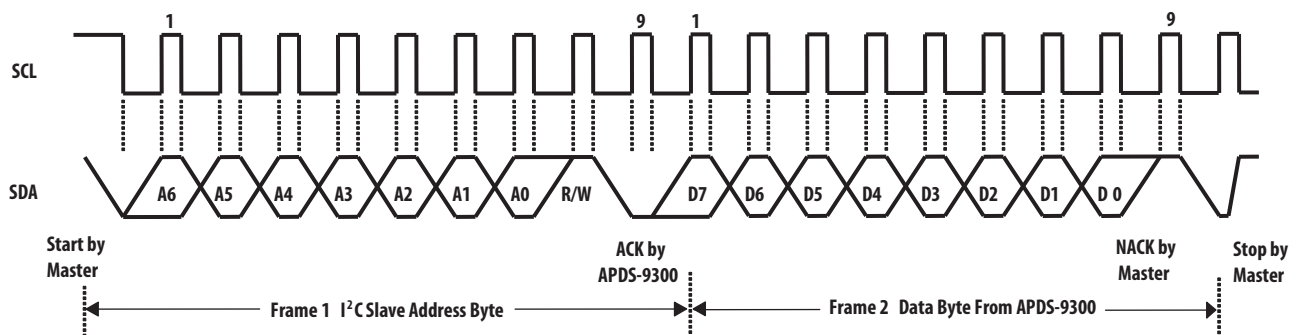 1 9 1 9
SCL
SDA A6 A5 A4 A3 A2 A1 A0 R/W D7 D6 D5 D4 D3 D2 D1 D 0
Start by
Master
ACK by
APDS-9300
NACK by
Master
Stop by
Master
Frame 1 I²C Slave Address Byte
Frame 2 Data Byte From APDS-9300